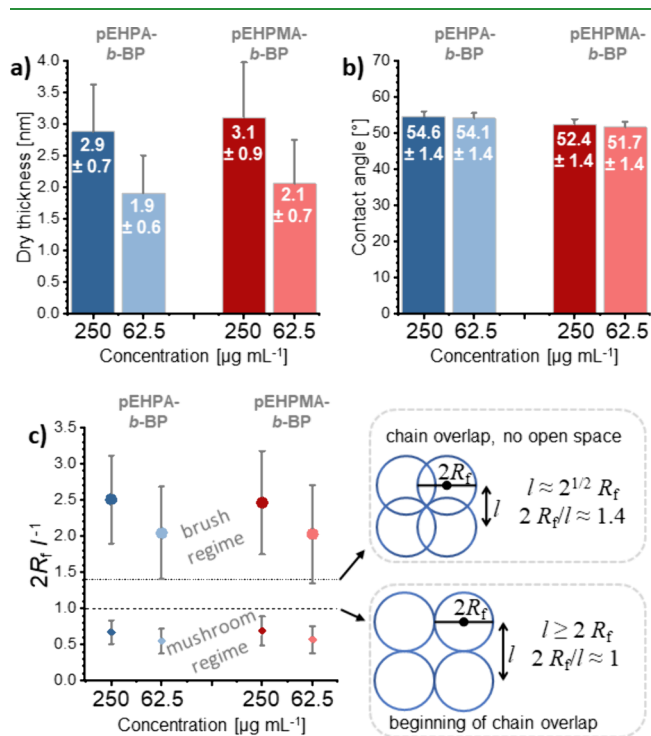 pEHPA-
b-BP
pEHPMA-
b-BP
a)
Dry thickness [nm]
4.0
3.5
3.0
2.5
2.0
1.5
1.0
0.5
0.0
2.9
± 0.7
1.9
± 0.6
3.1
± 0.9
2.1
± 0.7
250 62.5 250 62.5
Concentration [µg mL⁻¹]
pEHPA-
b-BP
pEHPMA-
b-BP
b)
Contact angle [°]
70
60
50
40
30
20
10
0
54.6
± 1.4
54.1
± 1.4
52.4
± 1.4
51.7
± 1.4
250 62.5 250 62.5
Concentration [µg mL⁻¹]
pEHPA-
b-BP
pEHPMA-
b-BP
c)
2Rf l⁻¹
3.5
3.0
2.5
2.0
1.5
1.0
0.5
0.0
brush
regime
mushroom
regime
250 62.5 250 62.5
Concentration [µg mL⁻¹]
chain overlap, no open space
2Rf
l
l ≈ 2^1/2 Rf
2 Rf/l ≈ 1.4
2Rf
l
l ≥ 2 Rf
2 Rf/l ≈ 1
beginning of chain overlap